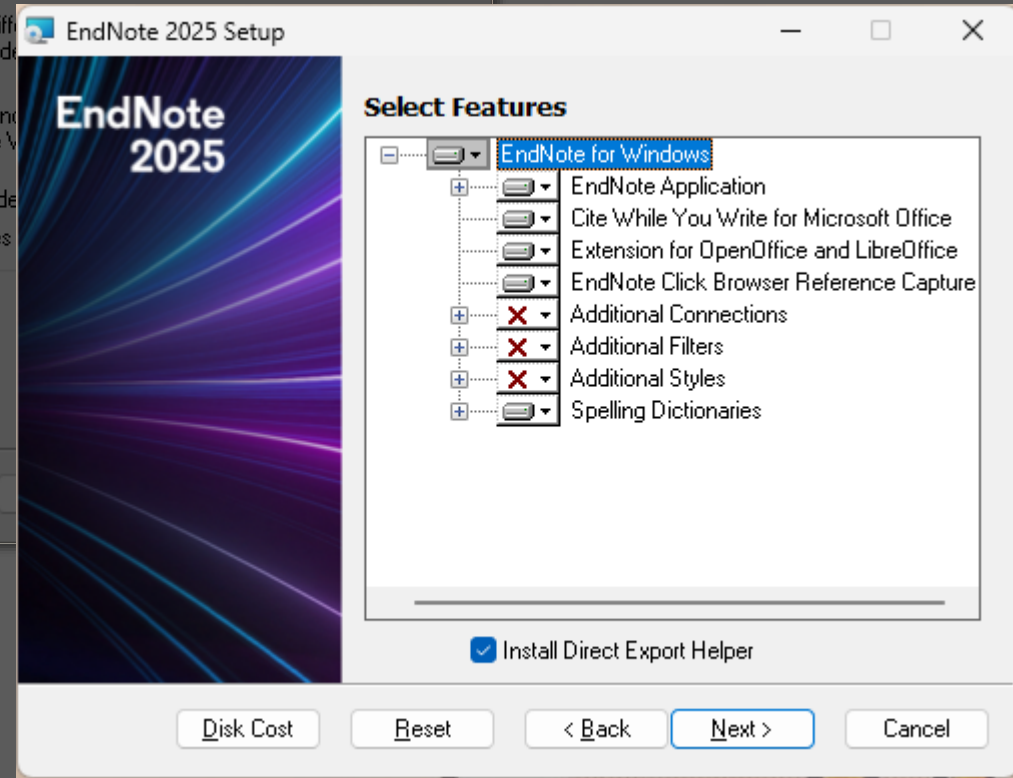 EndNote 2025 Setup
EndNote
2025
Select Features
EndNote for Windows
EndNote Application
Cite While You Write for Microsoft Office
Extension for OpenOffice and LibreOffice
EndNote Click Browser Reference Capture
Additional Connections
Additional Filters
Additional Styles
Spelling Dictionaries
Install Direct Export Helper
Disk Cost
Reset
< Back
Next >
Cancel